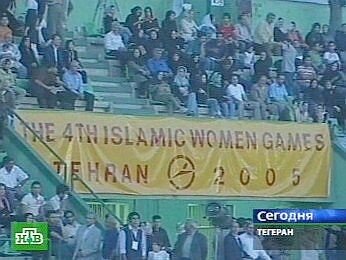 THE 4TH ISLAMIC WOMEN GAMES
TEHRAN 2005
Сегодня
ТЕГЕРАН
НТВ